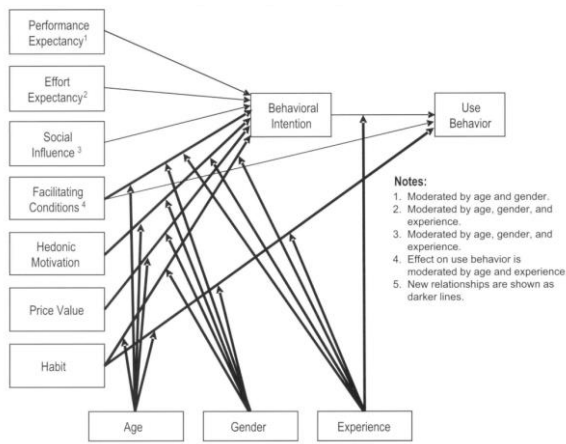 Performance
Expectancy¹
Effort
Expectancy²
Social
Influence ³
Facilitating
Conditions ⁴
Hedonic
Motivation
Price Value
Habit
Behavioral
Intention
Use
Behavior
Notes:
1. Moderated by age and gender.
2. Moderated by age, gender, and
experience.
3. Moderated by age, gender, and
experience.
4. Effect on use behavior is
moderated by age and experience
5. New relationships are shown as
darker lines.
Age
Gender
Experience